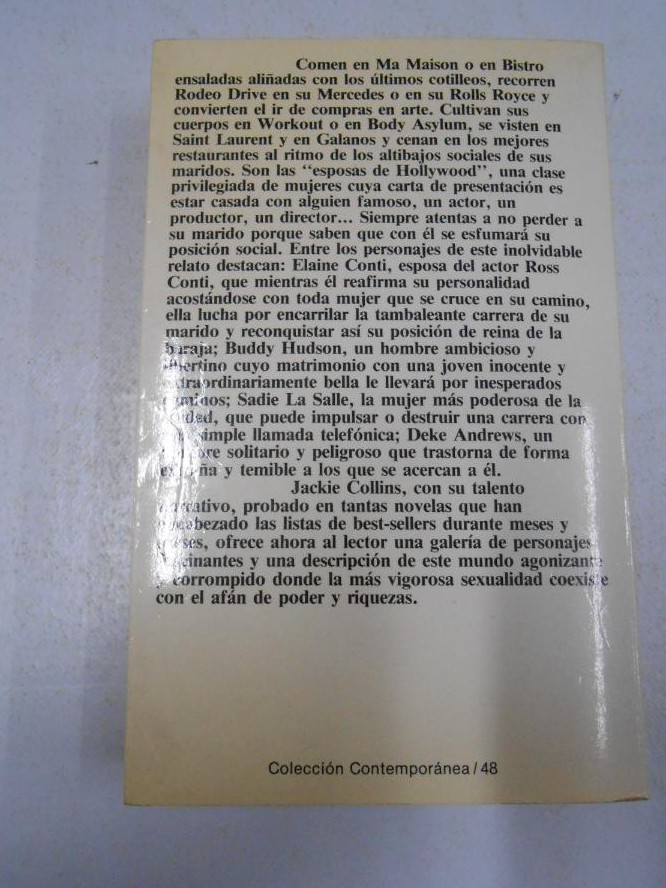 Comen en Ma Maison o en Bistro
ensaladas aliñadas con los últimos cotilleos, recorren
Rodeo Drive en su Mercedes o en su Rolls Royce y
convierten el ir de compras en arte. Cultivan sus
cuerpos en Workout o en Body Asylum, se visten en
Saint Laurent y en Galanos y cenan en los mejores
restaurantes al ritmo de los altibajos sociales de sus
maridos. Son las "esposas de Hollywood", una clase
privilegiada de mujeres cuya carta de presentación es
estar casada con alguien famoso, un actor, un
productor, un director... Siempre atentas a no perder a
su marido porque saben que con él se esfumará su
posición social. Entre los personajes de este inolvidable
relato destacan: Elaine Conti, esposa del actor Ross
Conti, que mientras él reafirma su personalidad
acostándose con toda mujer que se cruce en su camino,
ella lucha por encarrilar la tambaleante carrera de su
marido y reconquistar así su posición de reina de la
baraja; Buddy Hudson, un hombre ambicioso y
libertino cuyo matrimonio con una joven inocente y
extraordinariamente bella le llevará por inesperados
caminos; Sadie La Salle, la mujer más poderosa de la
que puede impulsar o destruir una carrera con
simple llamada telefónica; Deke Andrews, un
solitario y peligroso que trastorna de forma
extraña y temible a los que se acercan a él.
Jackie Collins, con su talento
narrativo, probado en tantas novelas que han
encabezado las listas de best-sellers durante meses y
meses, ofrece ahora al lector una galería de personajes
fascinantes y una descripción de este mundo agonizante
y corrompido donde la más vigorosa sexualidad coexiste
con el afán de poder y riquezas.
Colección Contemporánea/48